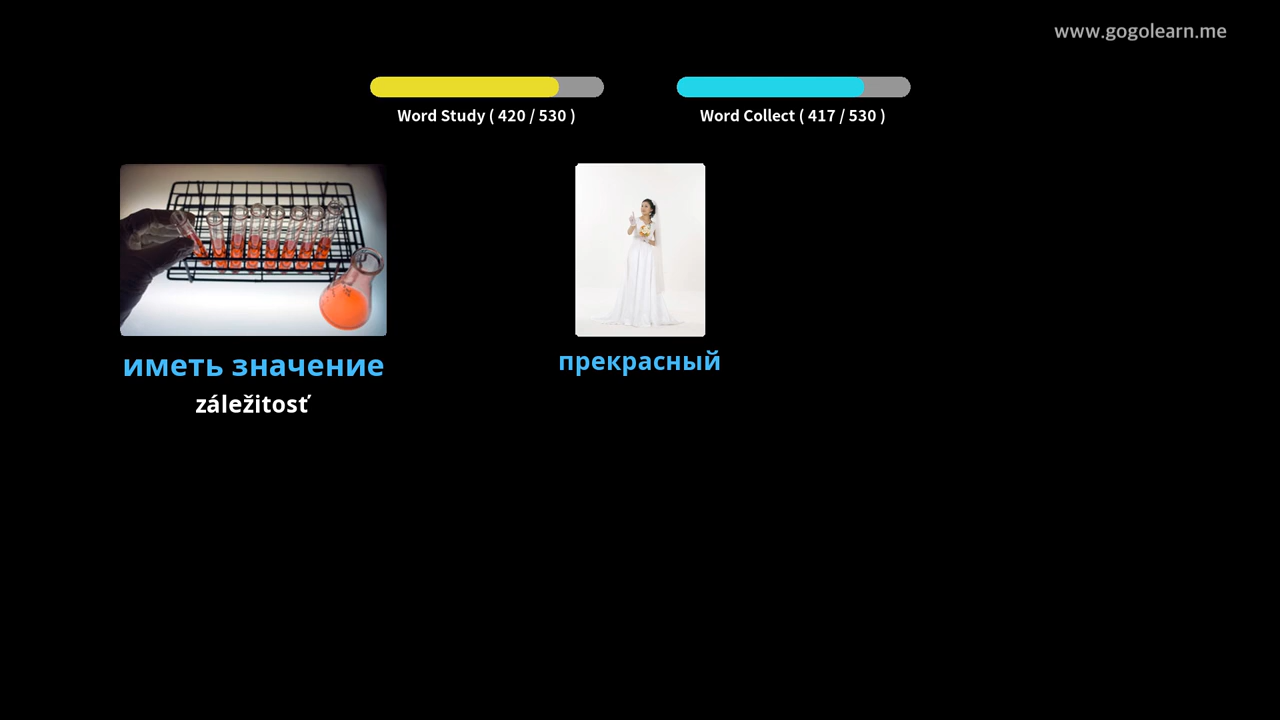 www.gogolearn.me
Word Study ( 420 / 530 )
Word Collect ( 417 / 530 )
иметь значение
záležitosť
прекрасный